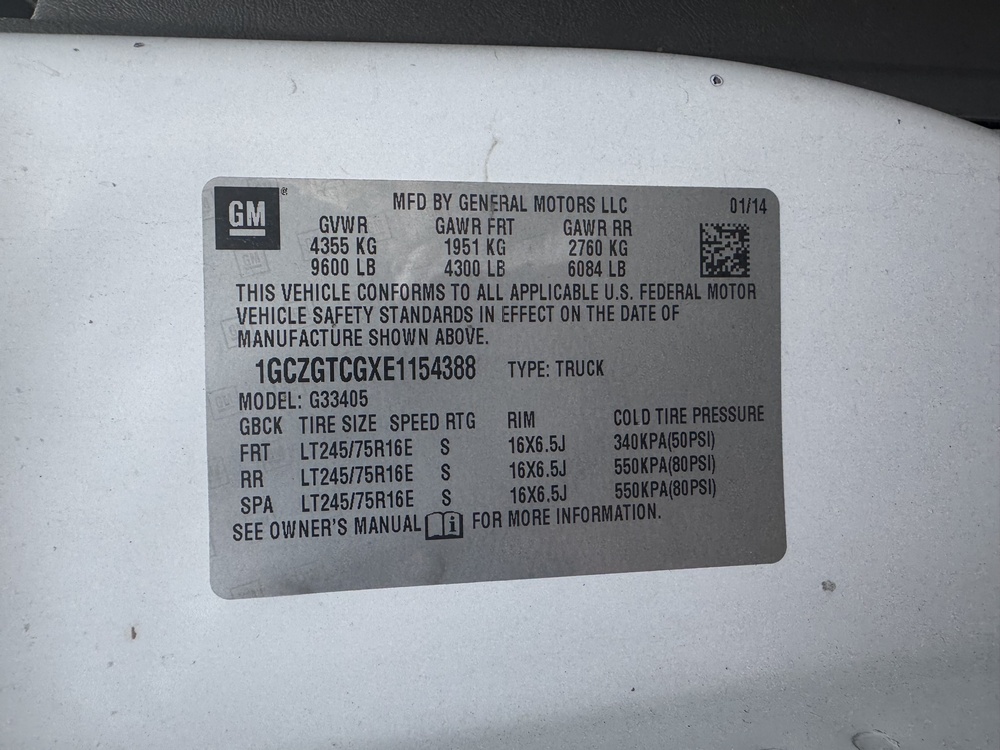 GM ® MFD BY GENERAL MOTORS LLC 01/14
GVWR GAWR FRT GAWR RR
4355 KG 1951 KG 2760 KG
9600 LB 4300 LB 6084 LB
THIS VEHICLE CONFORMS TO ALL APPLICABLE U.S. FEDERAL MOTOR
VEHICLE SAFETY STANDARDS IN EFFECT ON THE DATE OF
MANUFACTURE SHOWN ABOVE.
1GCZGTCGXE1154388 TYPE: TRUCK
MODEL: G33405
GBCK TIRE SIZE SPEED RTG RIM COLD TIRE PRESSURE
FRT LT245/75R16E S 16X6.5J 340KPA(50PSI)
RR LT245/75R16E S 16X6.5J 550KPA(80PSI)
SPA LT245/75R16E S 16X6.5J 550KPA(80PSI)
SEE OWNER'S MANUAL i FOR MORE INFORMATION.